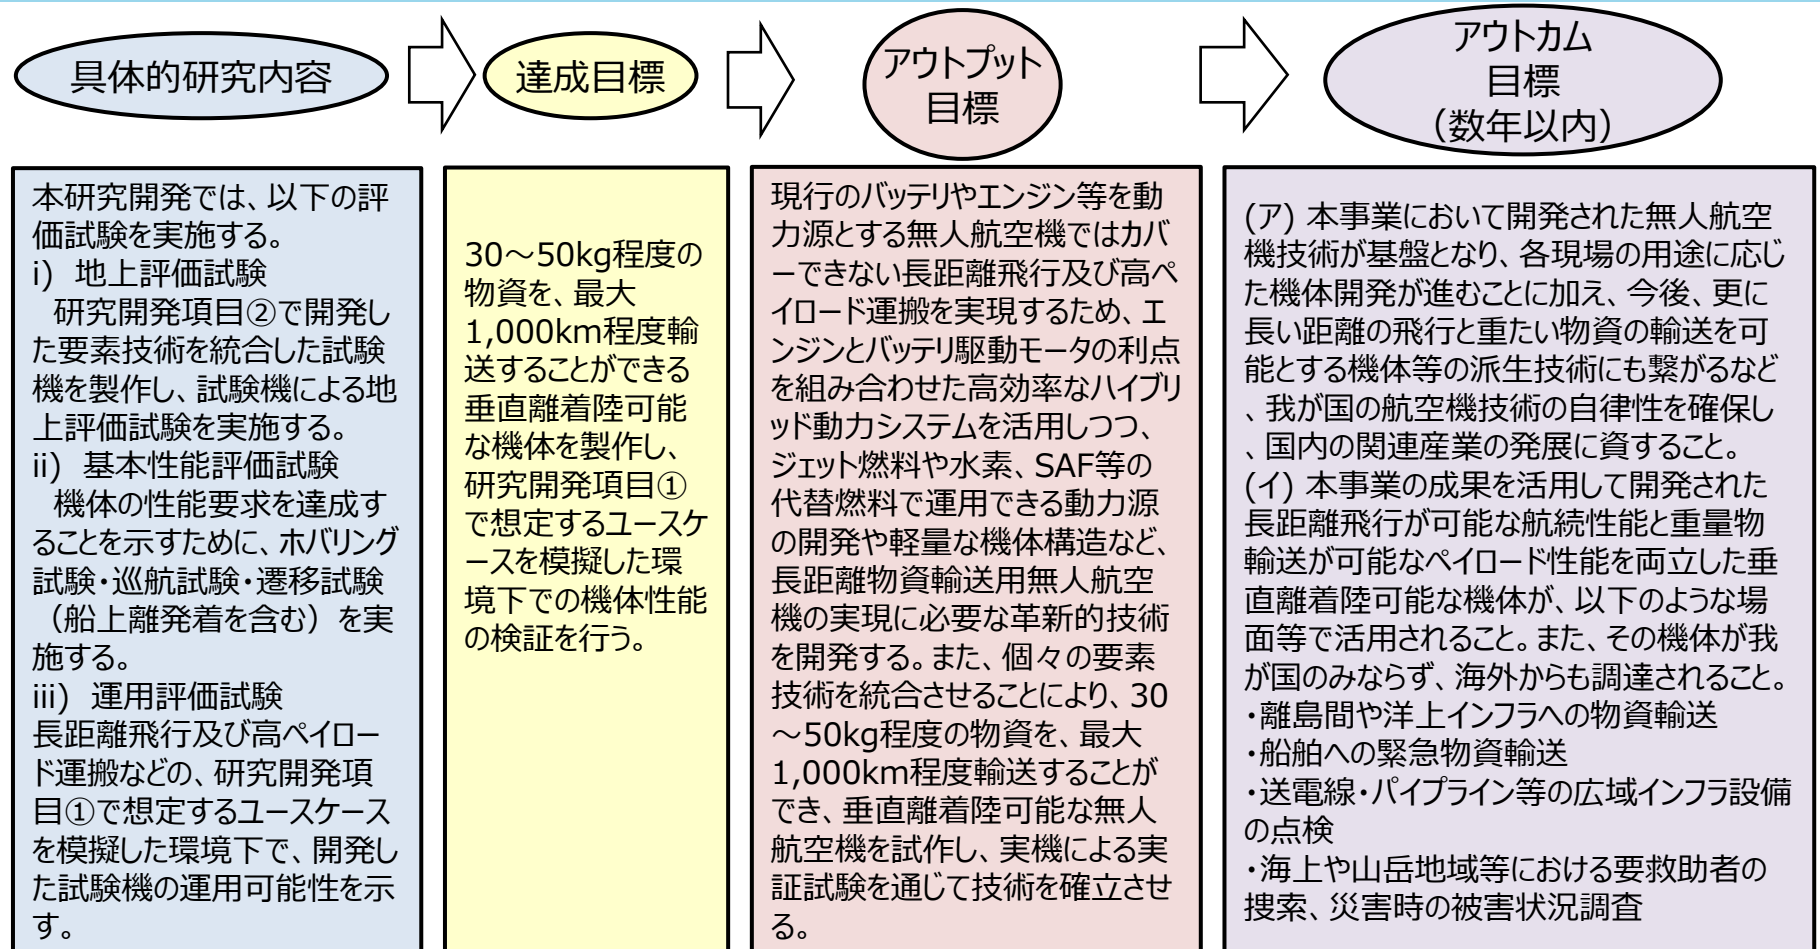 具体的研究内容
達成目標
アウトプット
目標
アウトカム
目標
（数年以内）
本研究開発では、以下の評
価試験を実施する。
i) 地上評価試験
研究開発項目②で開発し
た要素技術を統合した試験
機を製作し、試験機による地
上評価試験を実施する。
ii) 基本性能評価試験
機体の性能要求を達成す
ることを示すために、ホバリング
試験・巡航試験・遷移試験
（船上離発着を含む）を実
施する。
iii) 運用評価試験
長距離飛行及び高ペイロー
ド運搬などの、研究開発項
目①で想定するユースケース
を模擬した環境下で、開発し
た試験機の運用可能性を示
す。
30～50kg程度の
物資を、最大
1,000km程度輸
送することができる
垂直離着陸可能
な機体を製作し、
研究開発項目①
で想定するユースケ
ースを模擬した環
境下での機体性能
の検証を行う。
現行のバッテリやエンジン等を動
力源とする無人航空機ではカバ
ーできない長距離飛行及び高ペ
イロード運搬を実現するため、エ
ンジンとバッテリ駆動モータの利点
を組み合わせた高効率なハイブリ
ッド動力システムを活用しつつ、
ジェット燃料や水素、SAF等の
代替燃料で運用できる動力源
の開発や軽量な機体構造など、
長距離物資輸送用無人航空
機の実現に必要な革新的技術
を開発する。また、個々の要素
技術を統合させることにより、30
～50kg程度の物資を、最大
1,000km程度輸送することが
でき、垂直離着陸可能な無人
航空機を試作し、実機による実
証試験を通じて技術を確立させ
る。
(ア) 本事業において開発された無人航空
機技術が基盤となり、各現場の用途に応じ
た機体開発が進むことに加え、今後、更に
長い距離の飛行と重たい物資の輸送を可
能とする機体等の派生技術にも繋がるなど
、我が国の航空機技術の自律性を確保し
、国内の関連産業の発展に資すること。
(イ) 本事業の成果を活用して開発された
長距離飛行が可能な航続性能と重量物
輸送が可能なペイロード性能を両立した垂
直離着陸可能な機体が、以下のような場
面等で活用されること。また、その機体が我
が国のみならず、海外からも調達されること。
・離島間や洋上インフラへの物資輸送
・船舶への緊急物資輸送
・送電線・パイプライン等の広域インフラ設備
の点検
・海上や山岳地域等における要救助者の
捜索、災害時の被害状況調査